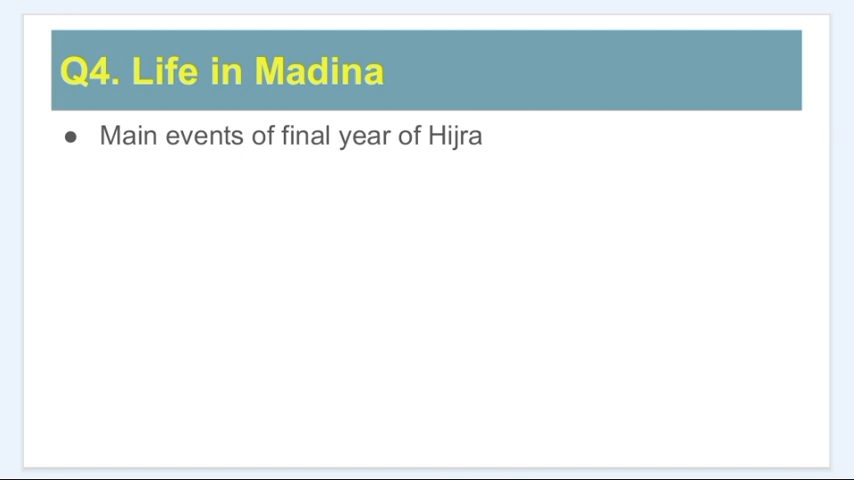 Q4. Life in Madina
● Main events of final year of Hijra